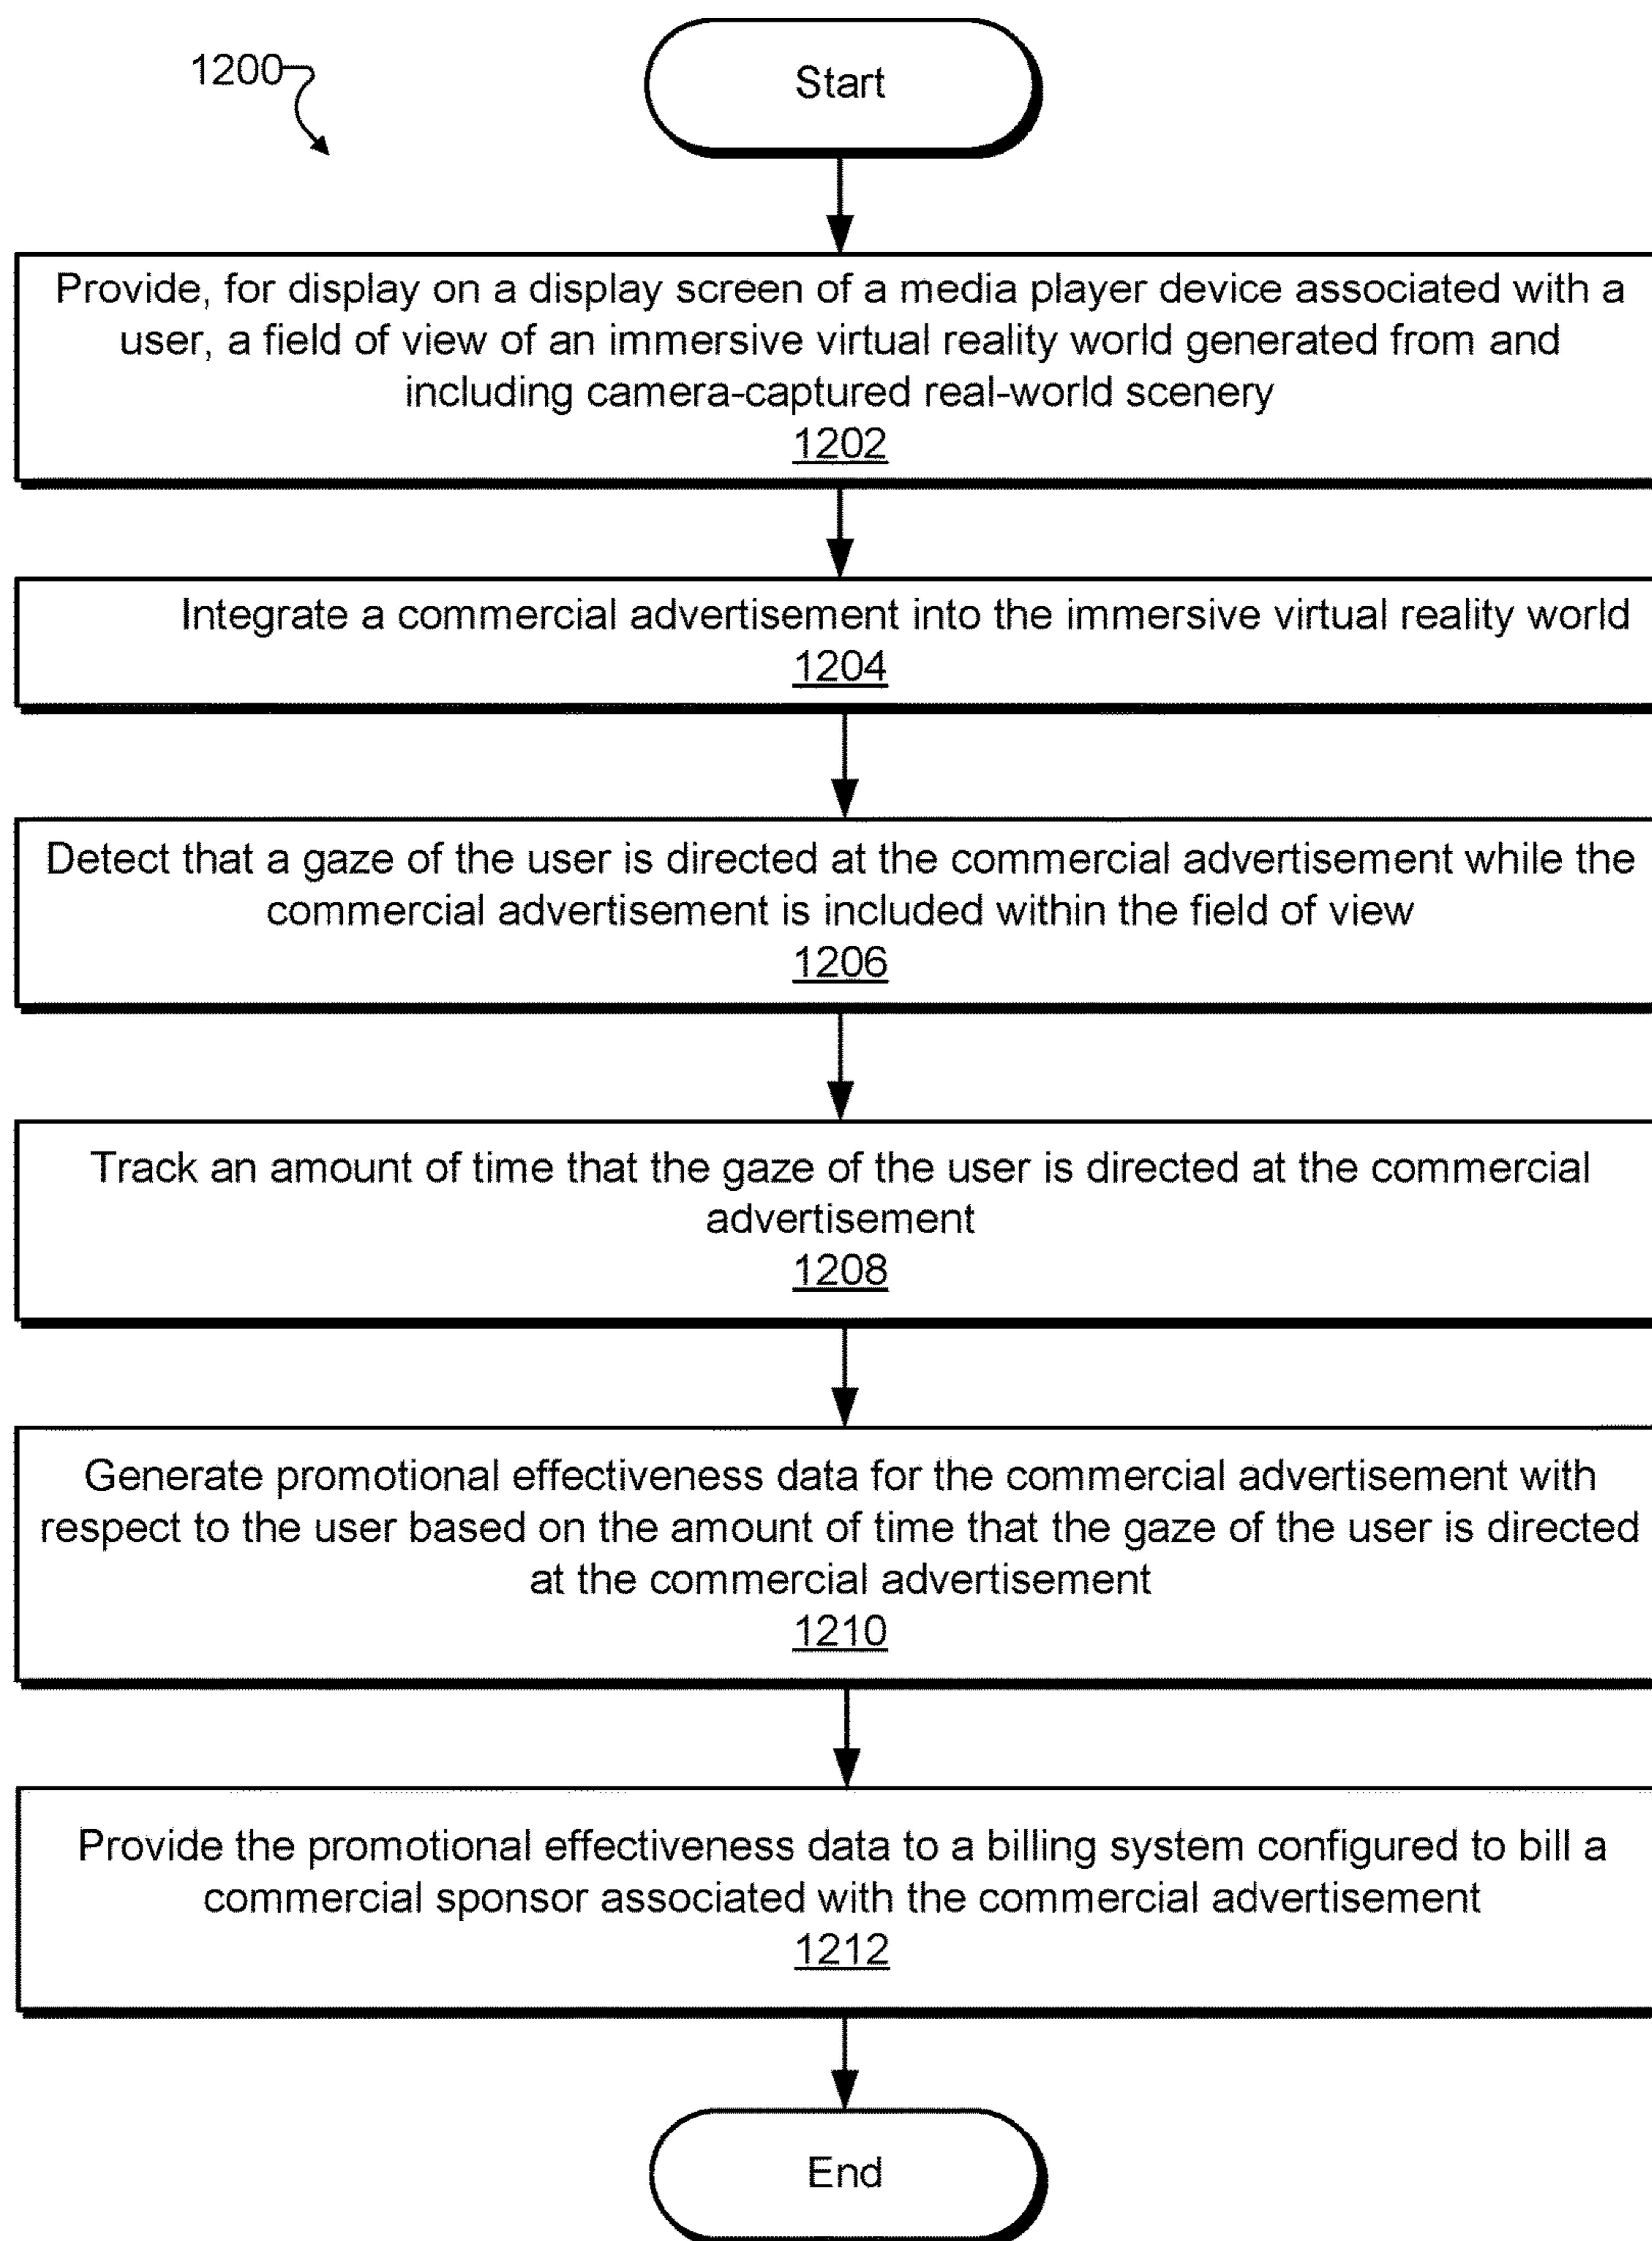 1200
Start
Provide, for display on a display screen of a media player device associated with a
user, a field of view of an immersive virtual reality world generated from and
including camera-captured real-world scenery
1202
Integrate a commercial advertisement into the immersive virtual reality world
1204
Detect that a gaze of the user is directed at the commercial advertisement while the
commercial advertisement is included within the field of view
1206
Track an amount of time that the gaze of the user is directed at the commercial
advertisement
1208
Generate promotional effectiveness data for the commercial advertisement with
respect to the user based on the amount of time that the gaze of the user is directed
at the commercial advertisement
1210
Provide the promotional effectiveness data to a billing system configured to bill a
commercial sponsor associated with the commercial advertisement
1212
End